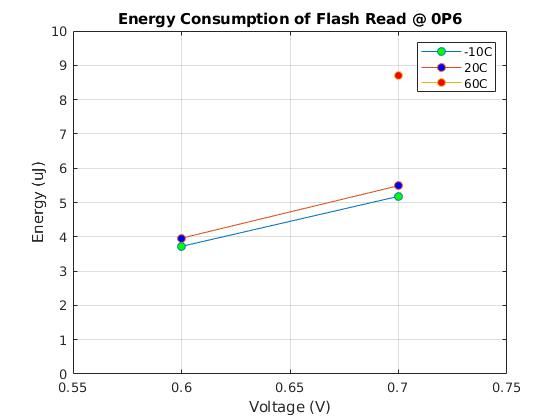 Energy Consumption of Flash Read @ 0P6
10
9
8
7
6
5
4
3
2
1
0
Energy (uJ)
-10C
20C
60C
0.55
0.6
0.65
0.7
0.75
Voltage (V)